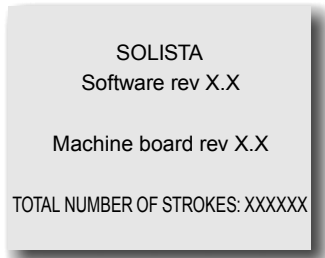 SOLISTA
Software rev X.X
Machine board rev X.X
TOTAL NUMBER OF STROKES: XXXXXX